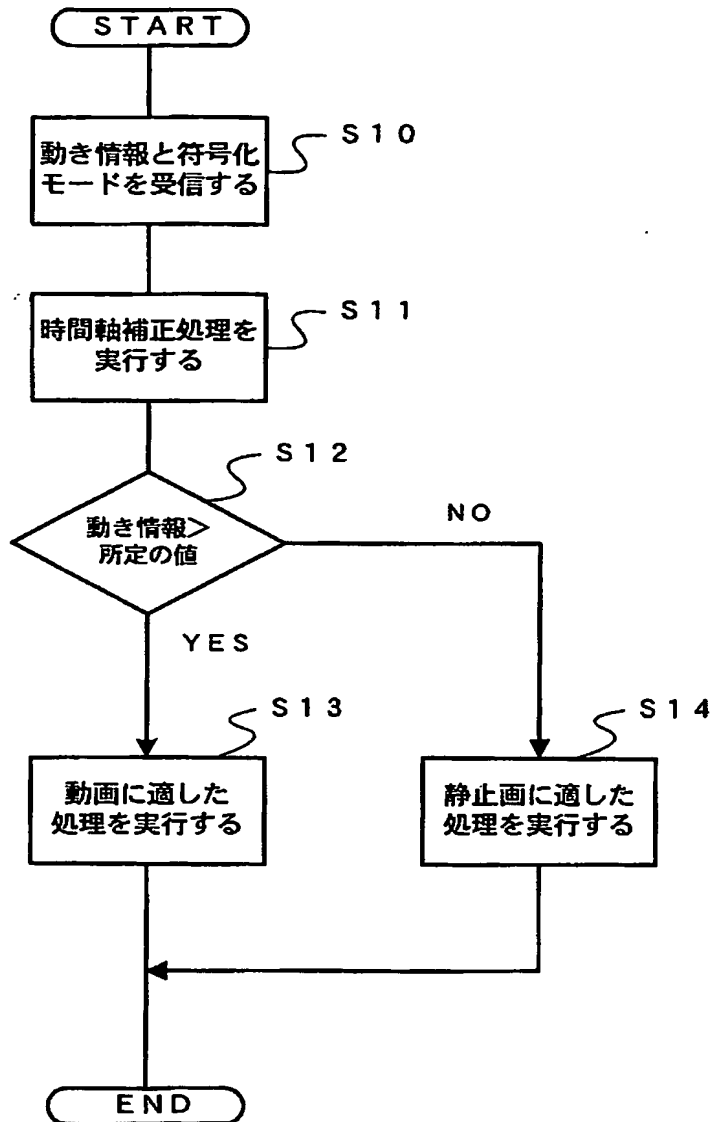 START
S10
動き情報と符号化
モードを受信する
S11
時間軸補正処理を
実行する
S12
動き情報>
所定の値
NO
YES
S13
動画に適した
処理を実行する
S14
静止画に適した
処理を実行する
END